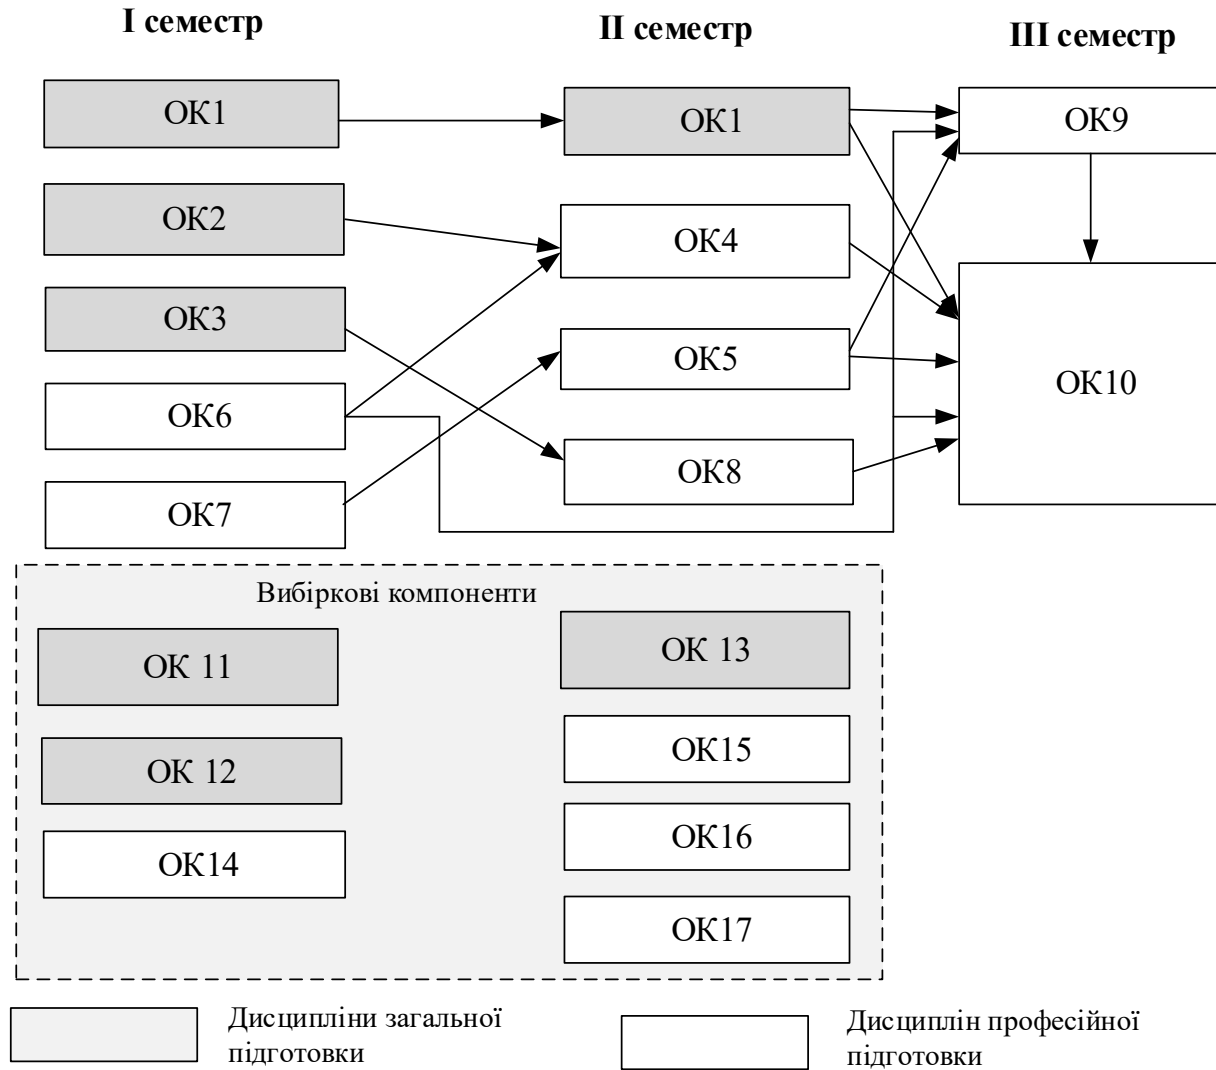 I семестр
II семестр
III семестр
ОК1
ОК1
ОК9
ОК2
ОК4
ОК3
ОК5
ОК10
ОК6
ОК8
ОК7
Вибіркові компоненти
ОК 11
ОК 13
ОК 12
ОК15
ОК14
ОК16
ОК17
Дисципліни загальної
підготовки
Дисциплін професійної
підготовки